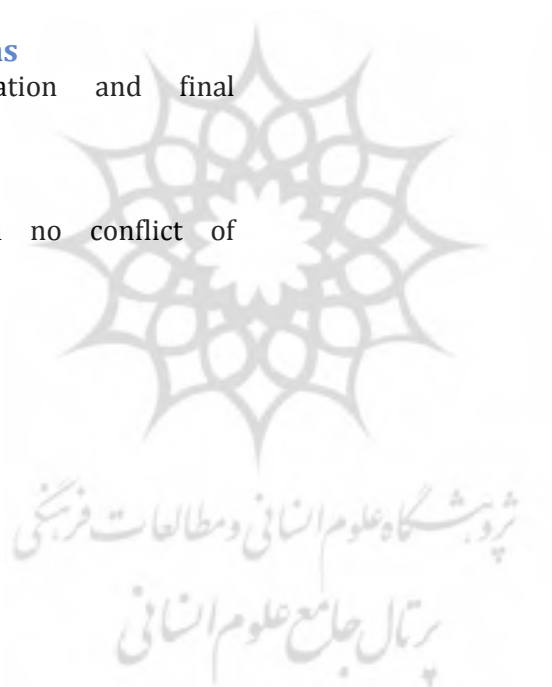 ns
ation and final
no conflict of
پژوهشگاه علوم انسانی و مطالعات فرهنگی
پرتال جامع علوم انسانی